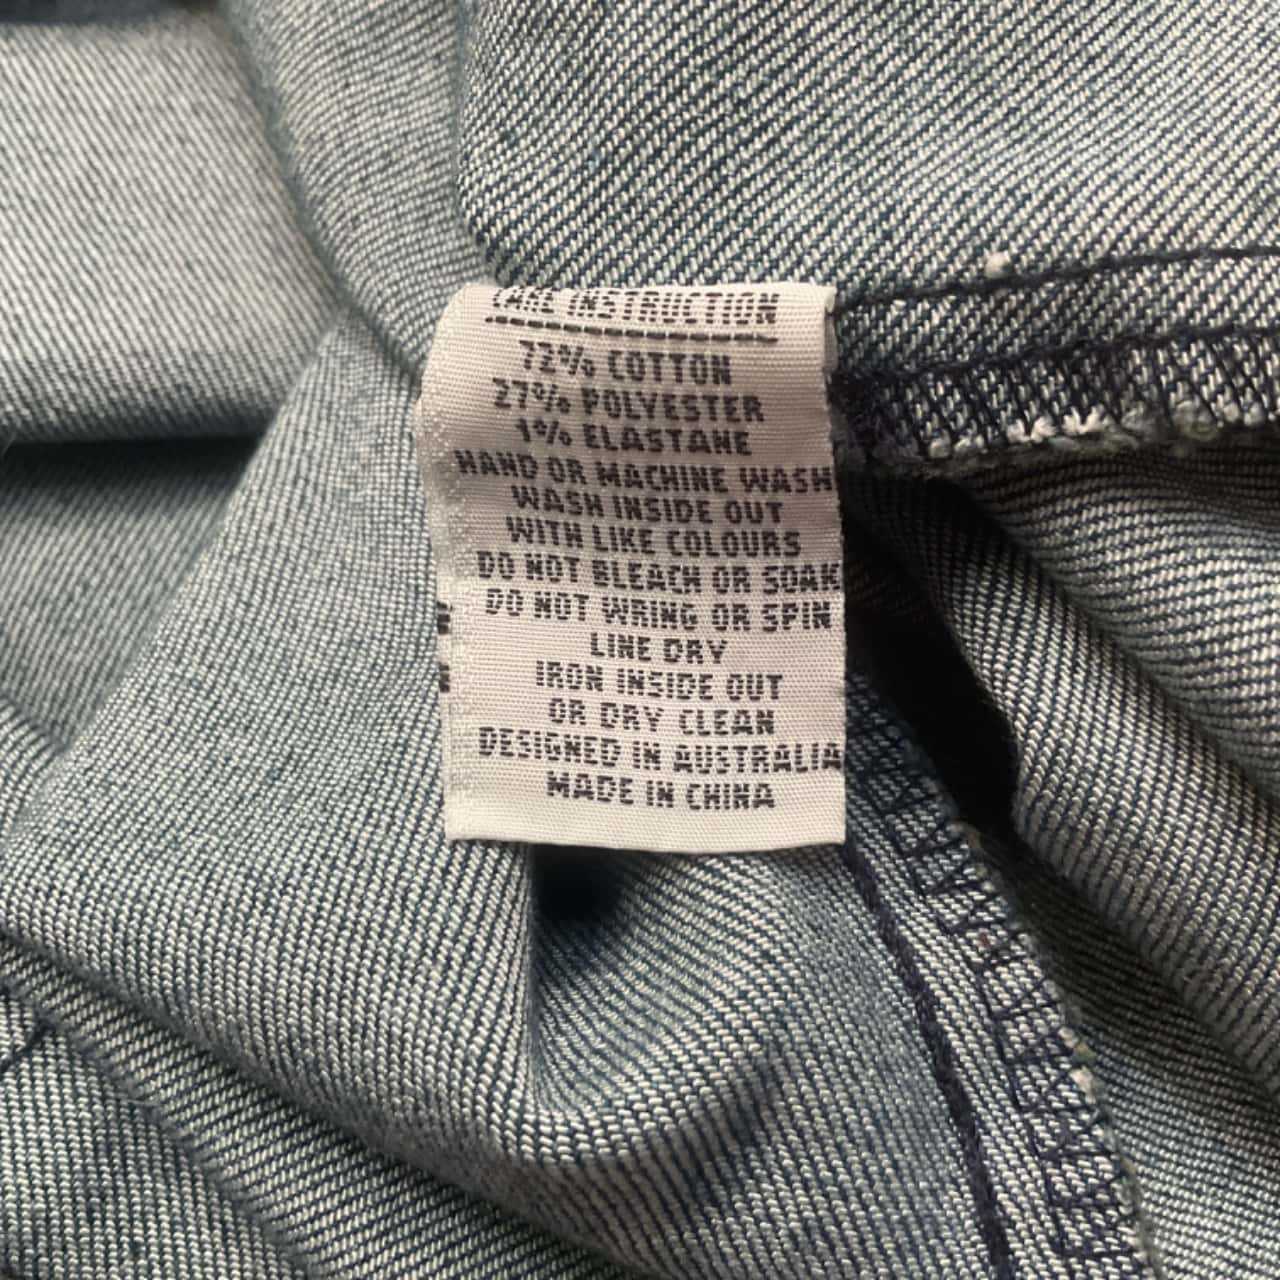 CARE INSTRUCTION
72% COTTON
27% POLYESTER
1% ELASTANE
HAND OR MACHINE WASH
WASH INSIDE OUT
WITH LIKE COLOURS
DO NOT BLEACH OR SOAK
DO NOT WRING OR SPIN
LINE DRY
IRON INSIDE OUT
OR DRY CLEAN
DESIGNED IN AUSTRALIA
MADE IN CHINA